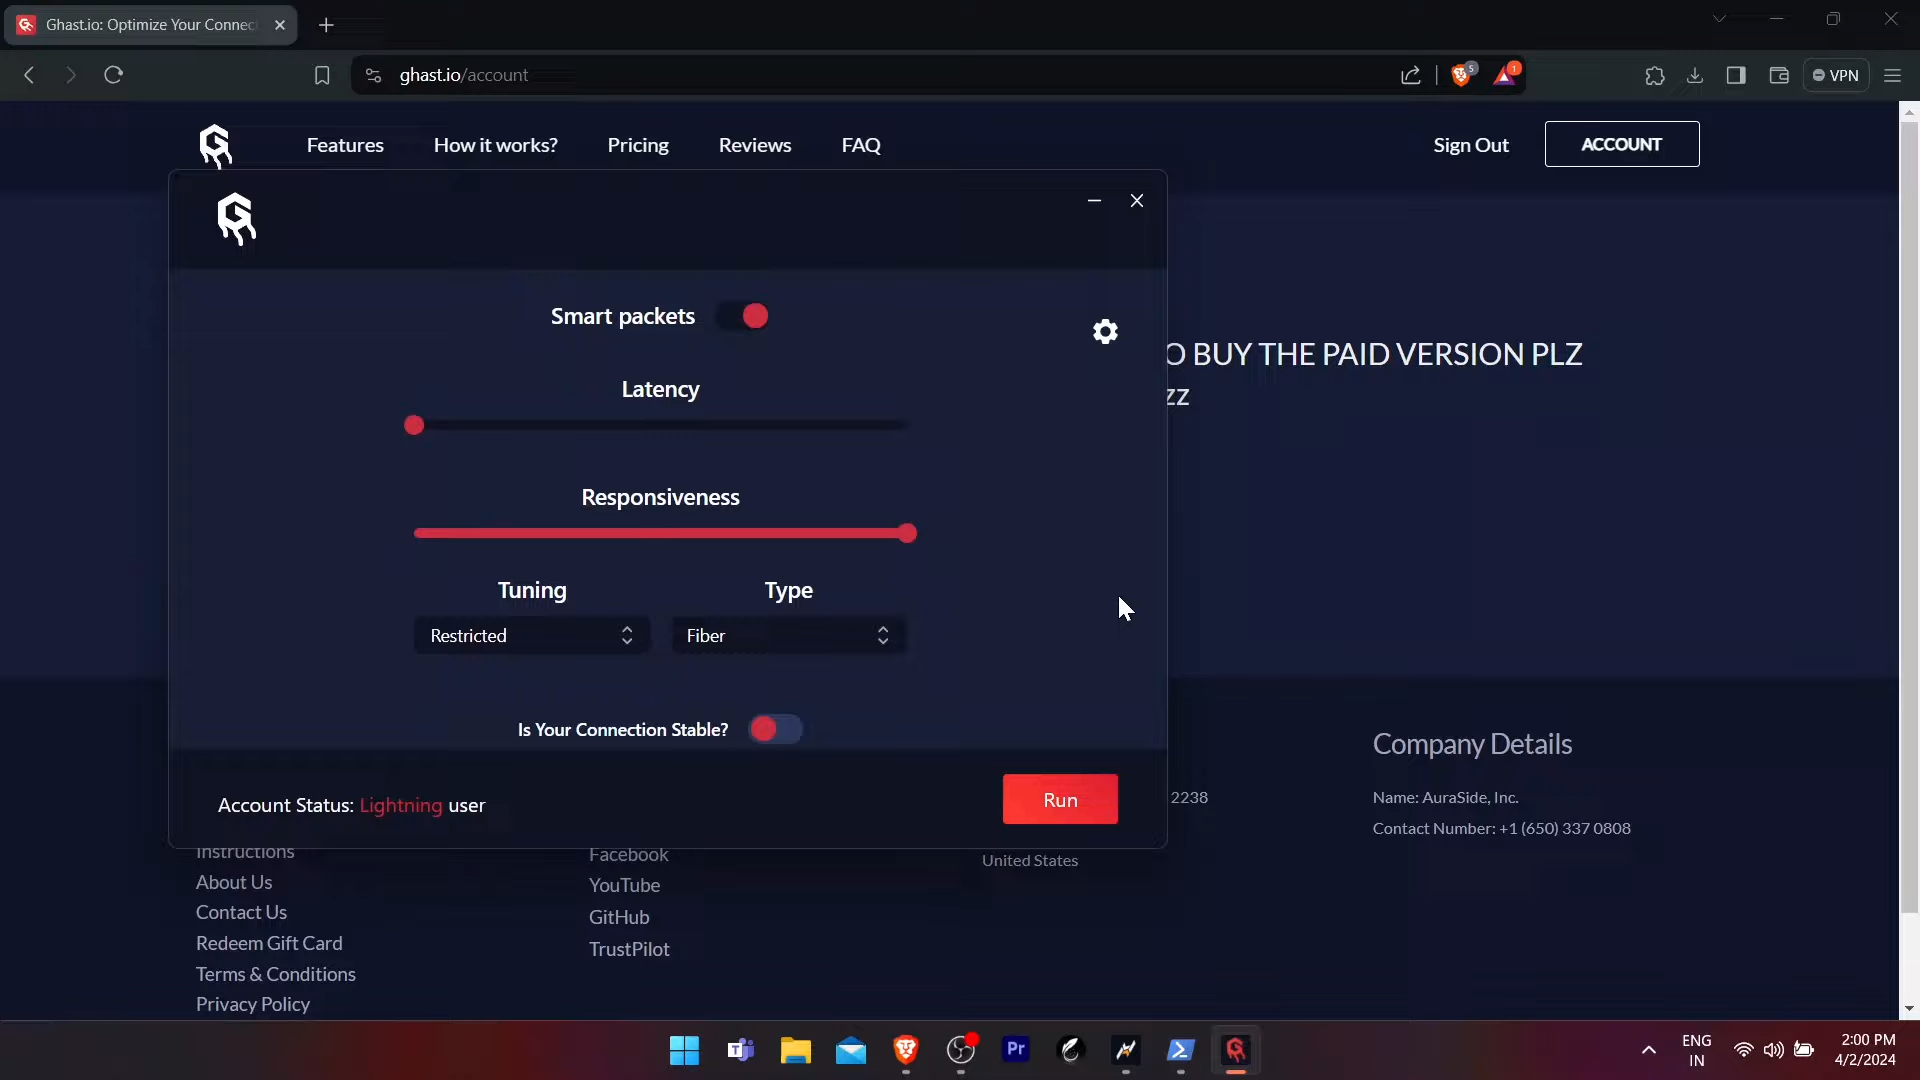 Ghast.io: Optimize Your Connec
ghast.io/account
5
1
VPN
Features
How it works?
Pricing
Reviews
FAQ
Sign Out
ACCOUNT
O BUY THE PAID VERSION PLZ
ZZ
Smart packets
Latency
Responsiveness
Tuning
Type
Restricted
Fiber
Is Your Connection Stable?
Account Status: Lightning user
Run
Company Details
2238
Name: AuraSide, Inc.
Contact Number: +1 (650) 337 0808
United States
Instructions
About Us
Contact Us
Redeem Gift Card
Terms & Conditions
Privacy Policy
Facebook
YouTube
GitHub
TrustPilot
Pr
ENG
IN
2:00 PM
4/2/2024